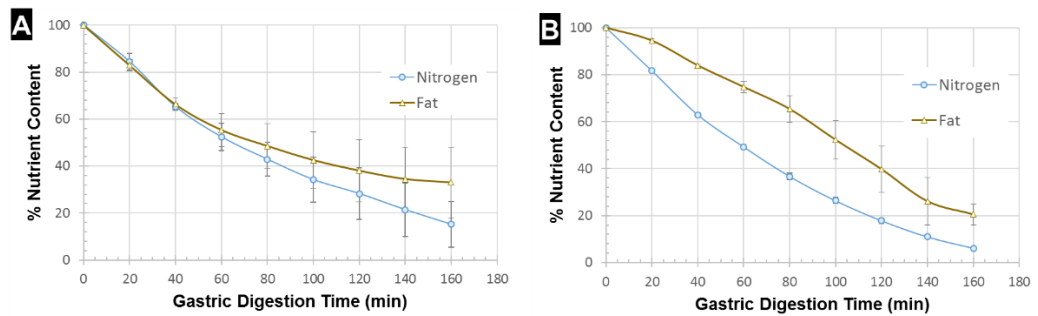 A
% Nutrient Content
100
80
60
40
20
0
Nitrogen
Fat
0 20 40 60 80 100 120 140 160 180
Gastric Digestion Time (min)
B
% Nutrient Content
100
80
60
40
20
0
Nitrogen
Fat
0 20 40 60 80 100 120 140 160 180
Gastric Digestion Time (min)